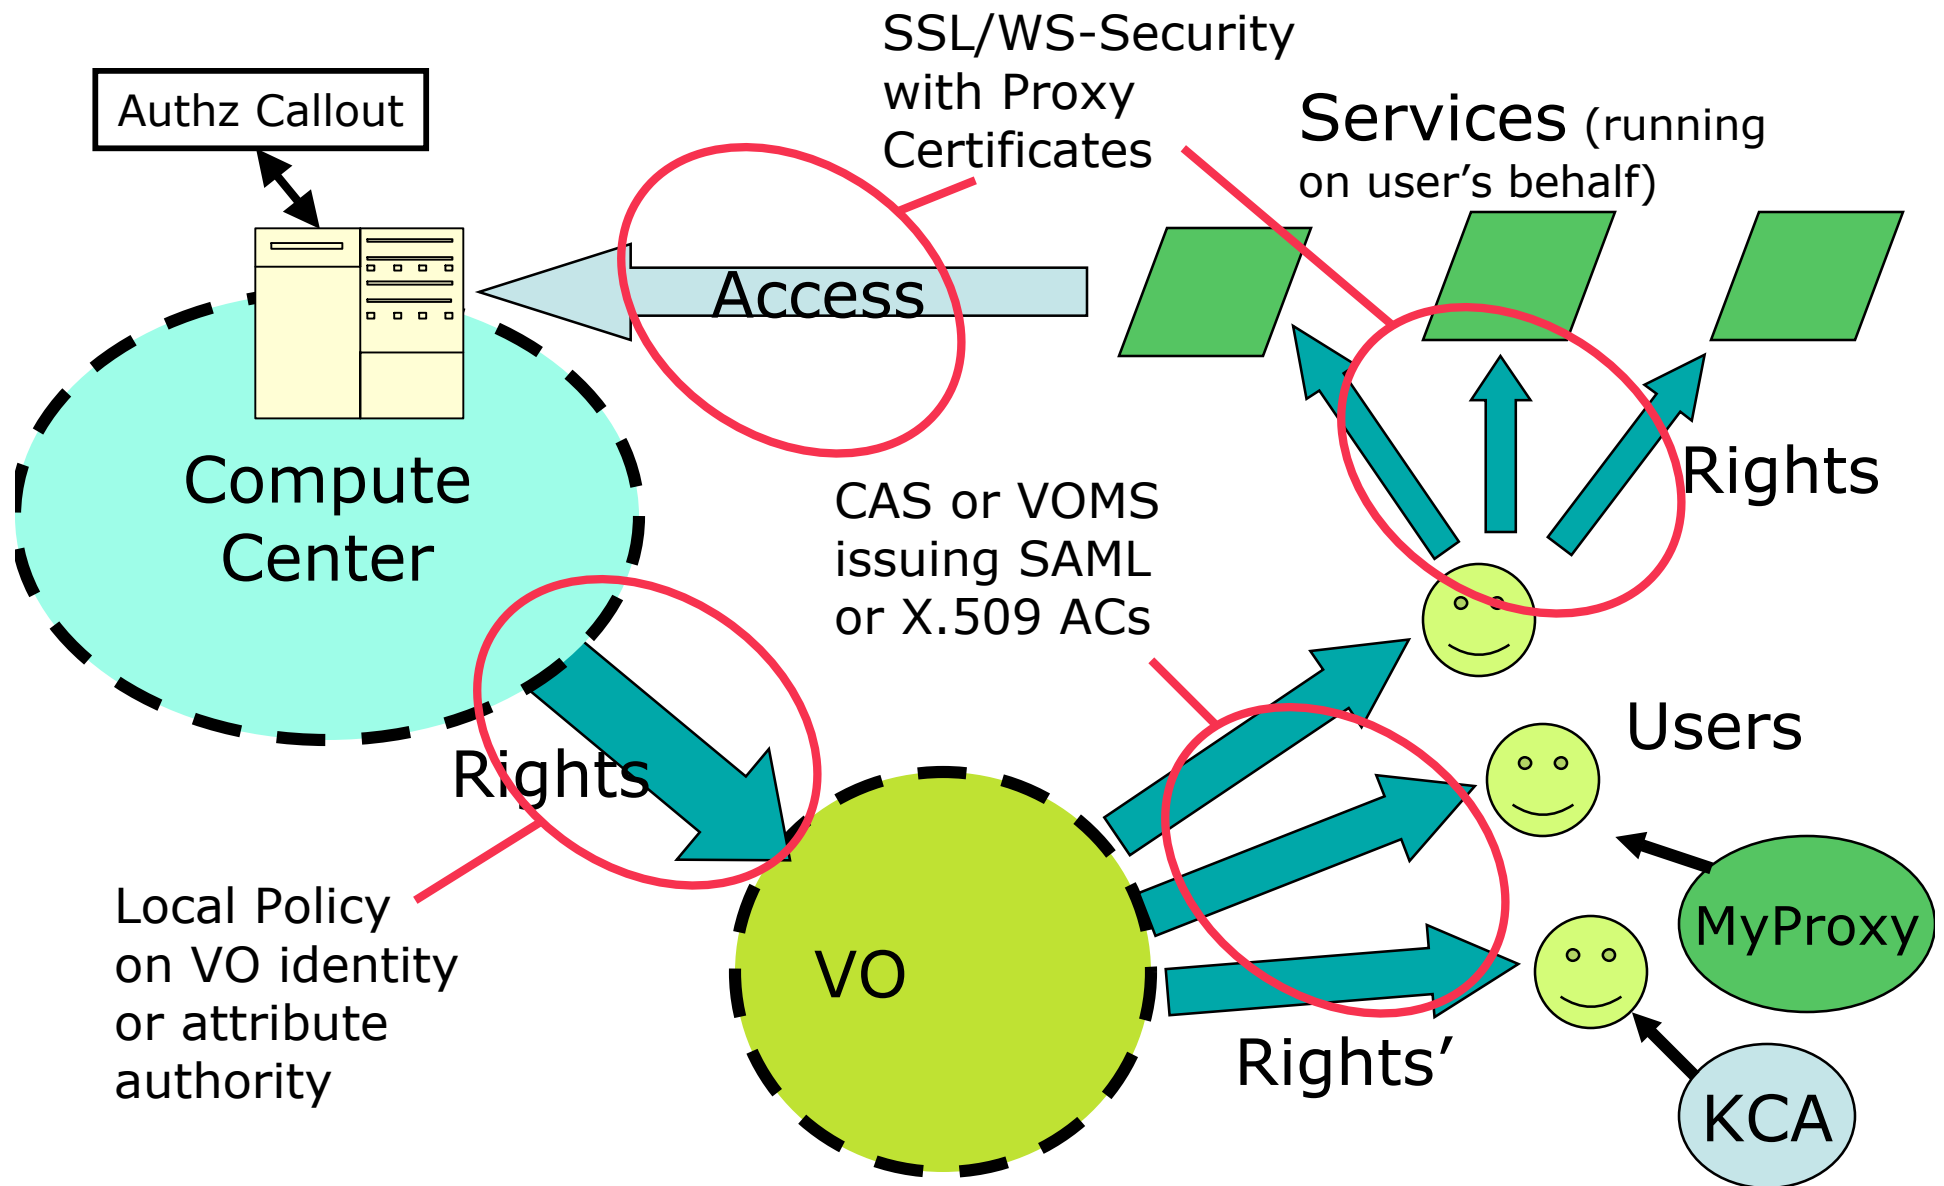 SSL/WS-Security
with Proxy
Certificates
Authz Callout
Services (running
on user’s behalf)
Access
Compute
Center
Rights
CAS or VOMS
issuing SAML
or X.509 ACs
Users
Rights
Local Policy
on VO identity
or attribute
authority
VO
MyProxy
Rights’
KCA